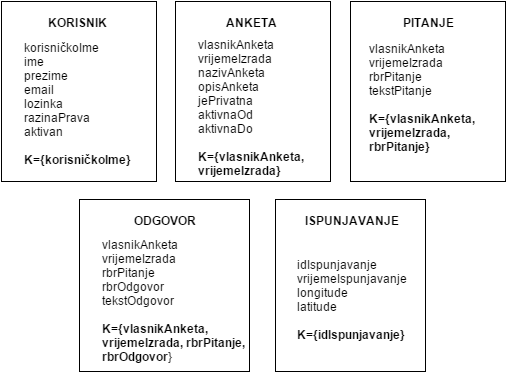 KORISNIK
korisničkoIme
ime
prezime
email
lozinka
razinaPrava
aktivan
K={korisničkoIme}
ANKETA
vlasnikAnketa
vrijemeIzrada
nazivAnketa
opisAnketa
jePrivatna
aktivnaOd
aktivnaDo
K={vlasnikAnketa,
vrijemeIzrada}
PITANJE
vlasnikAnketa
vrijemeIzrada
rbrPitanje
tekstPitanje
K={vlasnikAnketa,
vrijemeIzrada,
rbrPitanje}
ODGOVOR
vlasnikAnketa
vrijemeIzrada
rbrPitanje
rbrOdgovor
tekstOdgovor
K={vlasnikAnketa,
vrijemeIzrada, rbrPitanje,
rbrOdgovor}
ISPUNJAVANJE
idIspunjavanje
vrijemeIspunjavanje
longitude
latitude
K={idIspunjavanje}